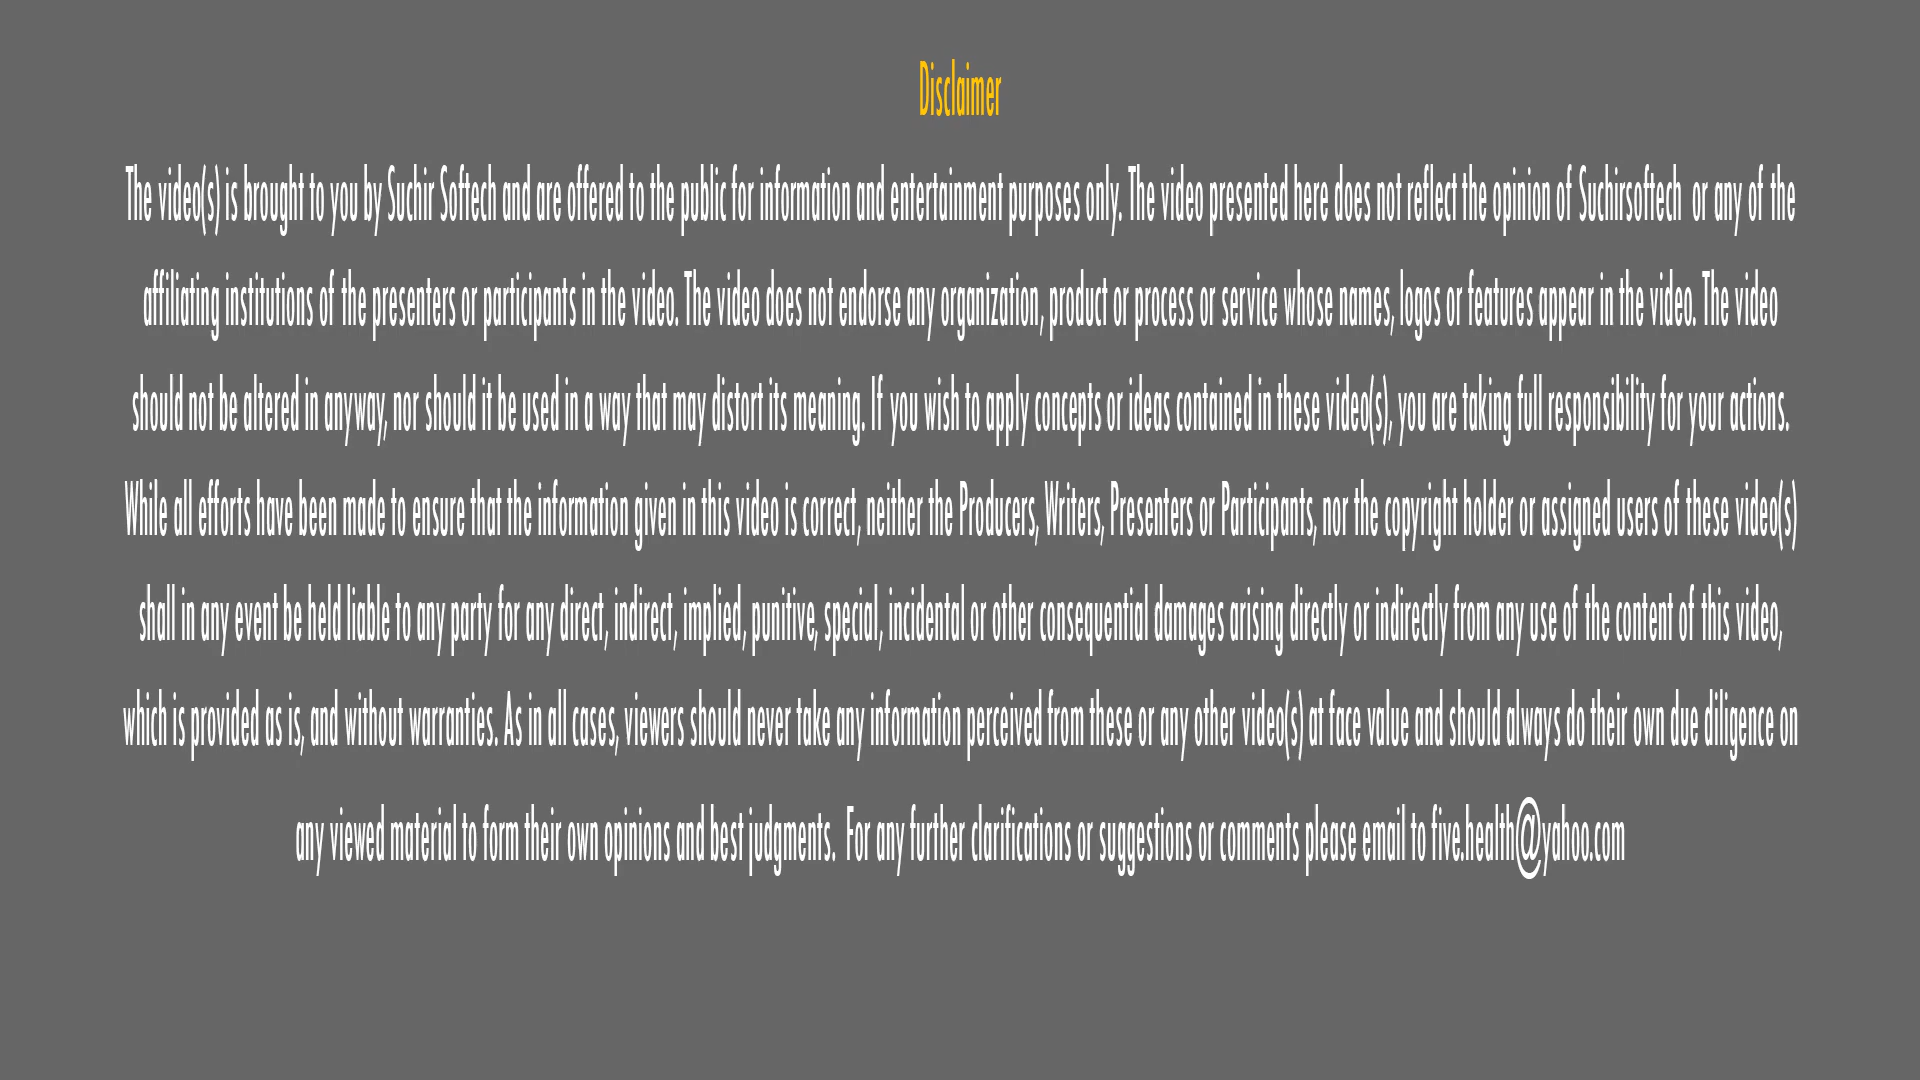 Disclaimer
The video(s) is brought to you by Suchir Softech and are offered to the public for information and entertainment purposes only. The video presented here does not reflect the opinion of Suchirsoftech or any of the
affiliating institutions of the presenters or participants in the video. The video does not endorse any organization, product or process or service whose names, logos or features appear in the video. The video
should not be altered in anyway, nor should it be used in a way that may distort its meaning. If you wish to apply concepts or ideas contained in these video(s), you are taking full responsibility for your actions.
While all efforts have been made to ensure that the information given in this video is correct, neither the Producers, Writers, Presenters or Participants, nor the copyright holder or assigned users of these video(s)
shall in any event be held liable to any party for any direct, indirect, implied, punitive, special, incidental or other consequential damages arising directly or indirectly from any use of the content of this video,
which is provided as is, and without warranties. As in all cases, viewers should never take any information perceived from these or any other video(s) at face value and should always do their own due diligence on
any viewed material to form their own opinions and best judgments. For any further clarifications or suggestions or comments please email to five.health@yahoo.com